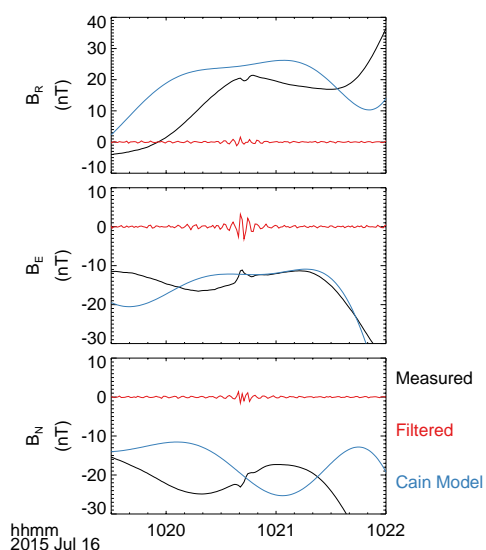 40
30
20
10
0
-10
B_R
(nT)
10
0
-10
-20
-30
B_E
(nT)
10
0
-10
-20
-30
B_N
(nT)
Measured
Filtered
Cain Model
hhmm 1020 1021 1022
2015 Jul 16